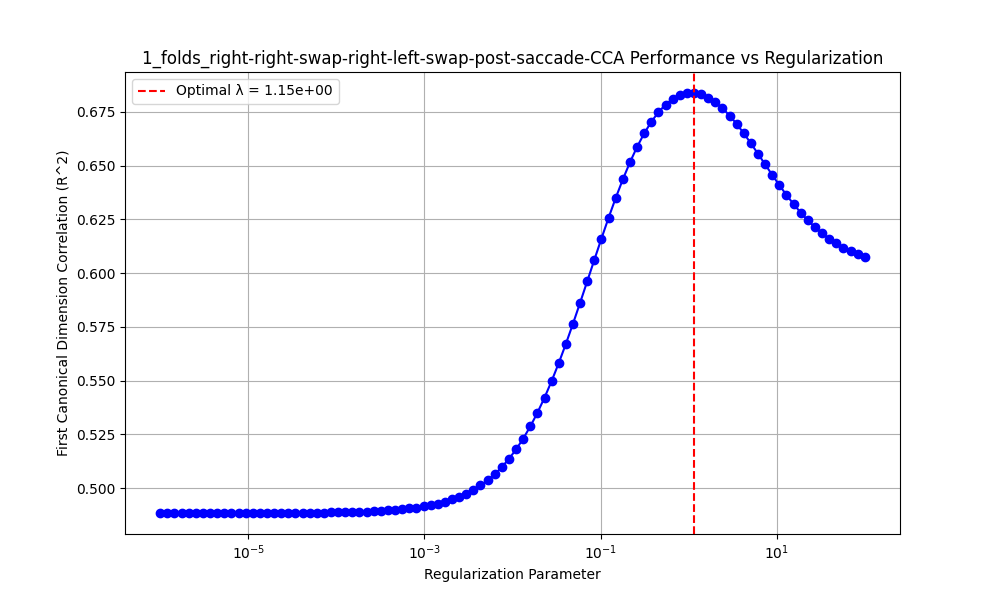 1_folds_right-right-swap-right-left-swap-post-saccade-CCA Performance vs Regularization
Optimal λ = 1.15e+00
First Canonical Dimension Correlation (R^2)
0.675
0.650
0.625
0.600
0.575
0.550
0.525
0.500
10⁻⁵ 10⁻³ 10⁻¹ 10¹
Regularization Parameter